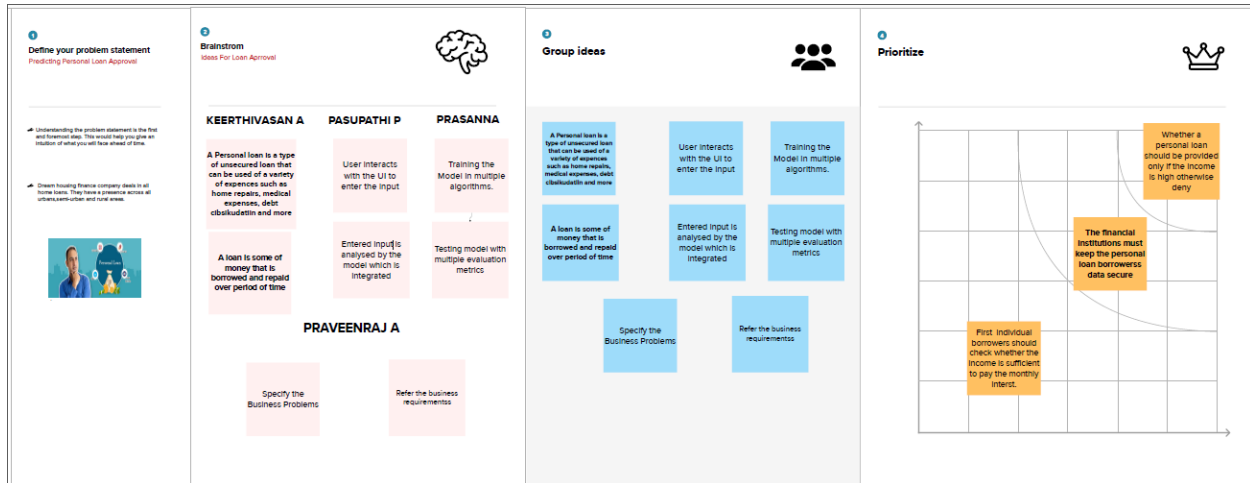 1
Define your problem statement
Predicting Personal Loan Approval
Understanding the problem statement is the first
and foremost step. This would help you give an
intuition of what you will face ahead of time.
Dream housing finance company deals in all
home loans. They have a presence across all
urbans,semi-urban and rural areas.
Personal Loans
2
Brainstrom
Ideas For Loan Aprroval
KEERTHIVASAN A
A Personal loan is a type
of unsecured loan that
can be used of a variety
of expences such as
home repairs, medical
expenses, debt
cibsikudatiin and more
A loan is some of
money that is
borrowed and repaid
over period of time
PASUPATHI P
User interacts
with the UI to
enter the input
Entered input is
analysed by the
model which is
integrated
PRASANNA
Training the
Model in multiple
algorithms.
Testing model with
multiple evaluation
metrics
PRAVEENRAJ A
Specify the
Business Problems
Refer the business
requirementss
3
Group ideas
A Personal loan is a
type of unsecured loan
that can be used of a
variety of expences
such as home repairs,
medical expenses, debt
cibsikudatiin and more
User interacts
with the UI to
enter the input
Training the
Model in multiple
algorithms.
A loan is some of
money that is
borrowed and repaid
over period of time
Entered input is
analysed by the
model which is
integrated
Testing model with
multiple evaluation
metrics
Specify the
Business Problems
Refer the business
requirementss
4
Prioritize
Whether a
personal loan
should be provided
only if the income
is high otherwise
deny
The financial
institutions must
keep the personal
loan borrowerss
data secure
First individual
borrowers should
check whether the
income is sufficient
to pay the monthly
interst.